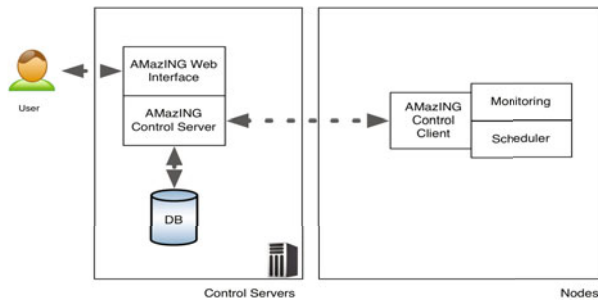 User
AMazING Web
Interface
AMazING
Control Server
DB
Control Servers
AMazING
Control
Client
Monitoring
Scheduler
Nodes